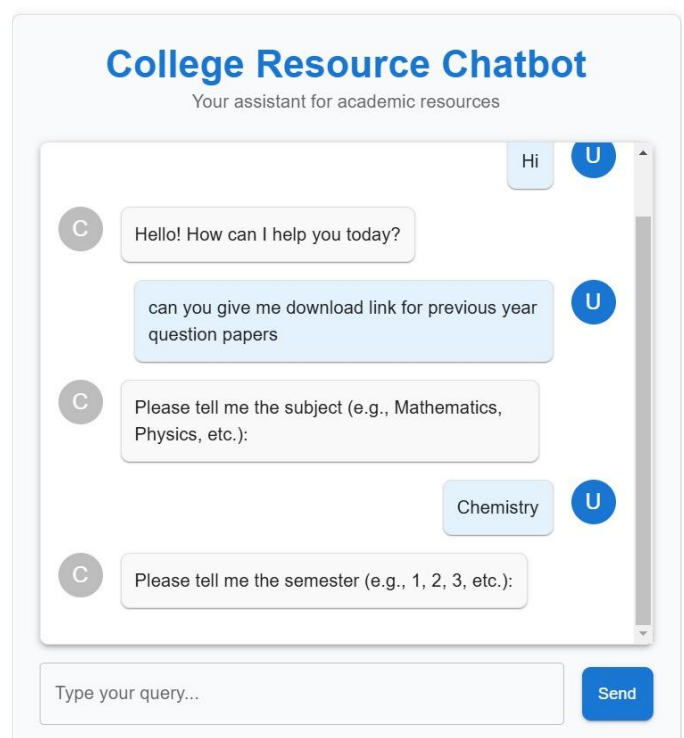 College Resource Chatbot
Your assistant for academic resources
Hi
U
C
Hello! How can I help you today?
can you give me download link for previous year
question papers
U
C
Please tell me the subject (e.g., Mathematics,
Physics, etc.):
Chemistry
U
C
Please tell me the semester (e.g., 1, 2, 3, etc.):
Type your query...
Send